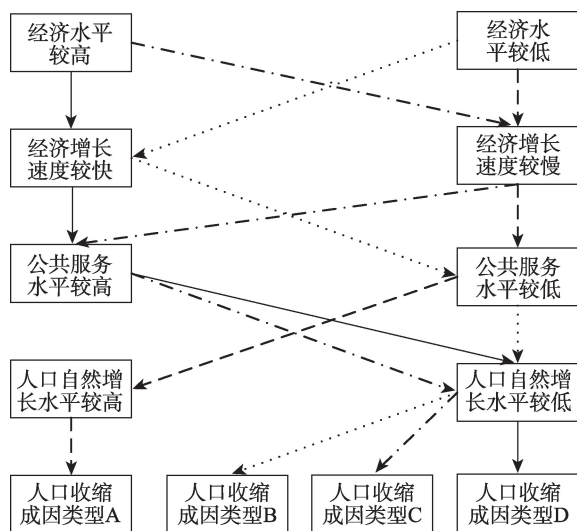 经济水平
较高
经济水
平较低
经济增长
速度较快
经济增长
速度较慢
公共服务
水平较高
公共服务
水平较低
人口自然增
长水平较高
人口自然增
长水平较低
人口收缩
成因类型A
人口收缩
成因类型B
人口收缩
成因类型C
人口收缩
成因类型D